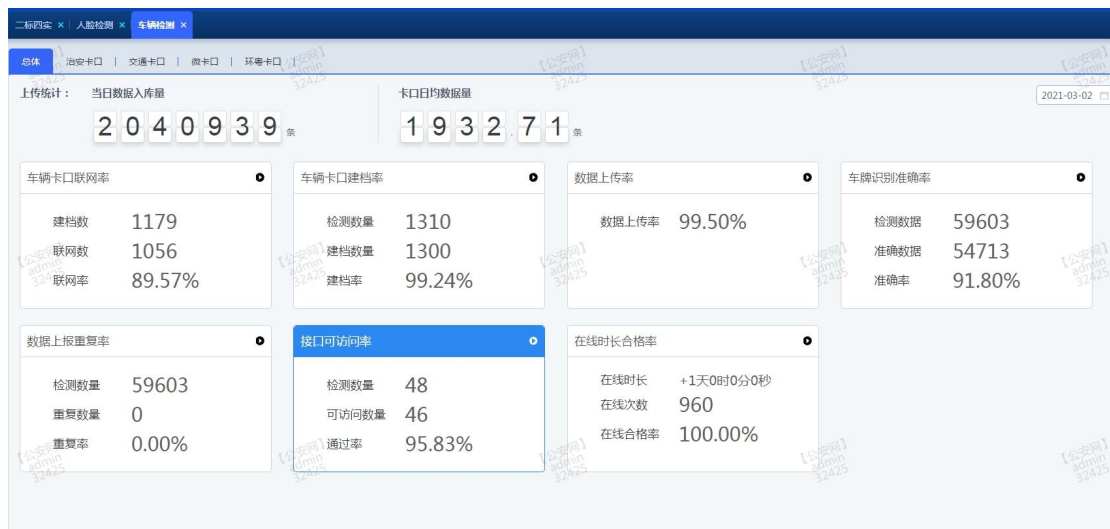 二标四实 × 人脸检测 × 车辆检测 ×
总体 治安卡口 | 交通卡口 | 微卡口 | 环粤卡口 |
上传统计： 当日数据入库量 卡口日均数据量 2021-03-02
2040939 条 1932.71 条
车辆卡口联网率 车辆卡口建档率 数据上传率 车牌识别准确率
建档数 1179 检测数量 1310 数据上传率 99.50% 检测数据 59603
联网数 1056 建档数量 1300 准确数据 54713
联网率 89.57% 建档率 99.24% 准确率 91.80%
数据上报重复率 接口可访问率 在线时长合格率
检测数量 59603 检测数量 48 在线时长 +1天0时0分0秒
重复数量 0 可访问数量 46 在线次数 960
重复率 0.00% 通过率 95.83% 在线合格率 100.00%
【公安网】
admin
32425